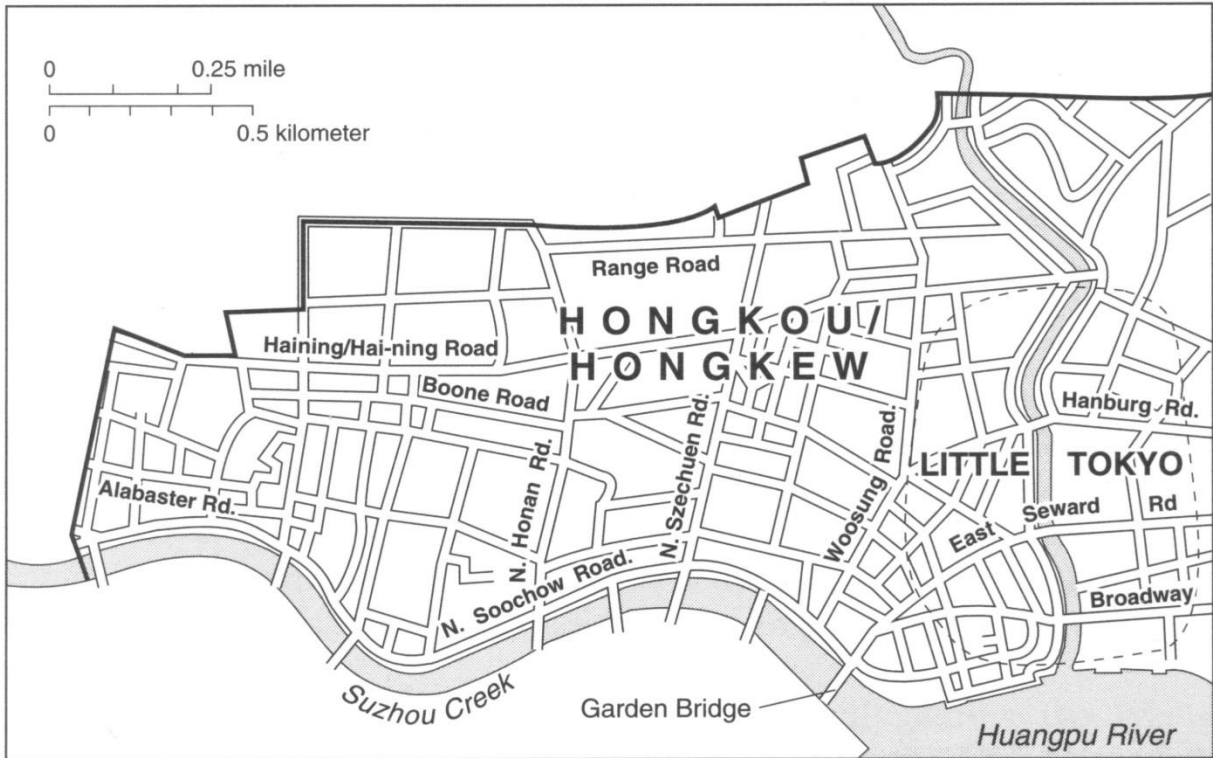 0 0.25 mile
0 0.5 kilometer
Range Road
HONGKOU/
HONGKEW
Haining/Hai-ning Road
Boone Road
Hanburg Rd.
LITTLE TOKYO
Alabaster Rd.
N. Honan Rd.
N. Szechuen Rd.
Woosung Road.
East Seward Rd
N. Soochow Road.
Broadway
Suzhou Creek
Garden Bridge
Huangpu River